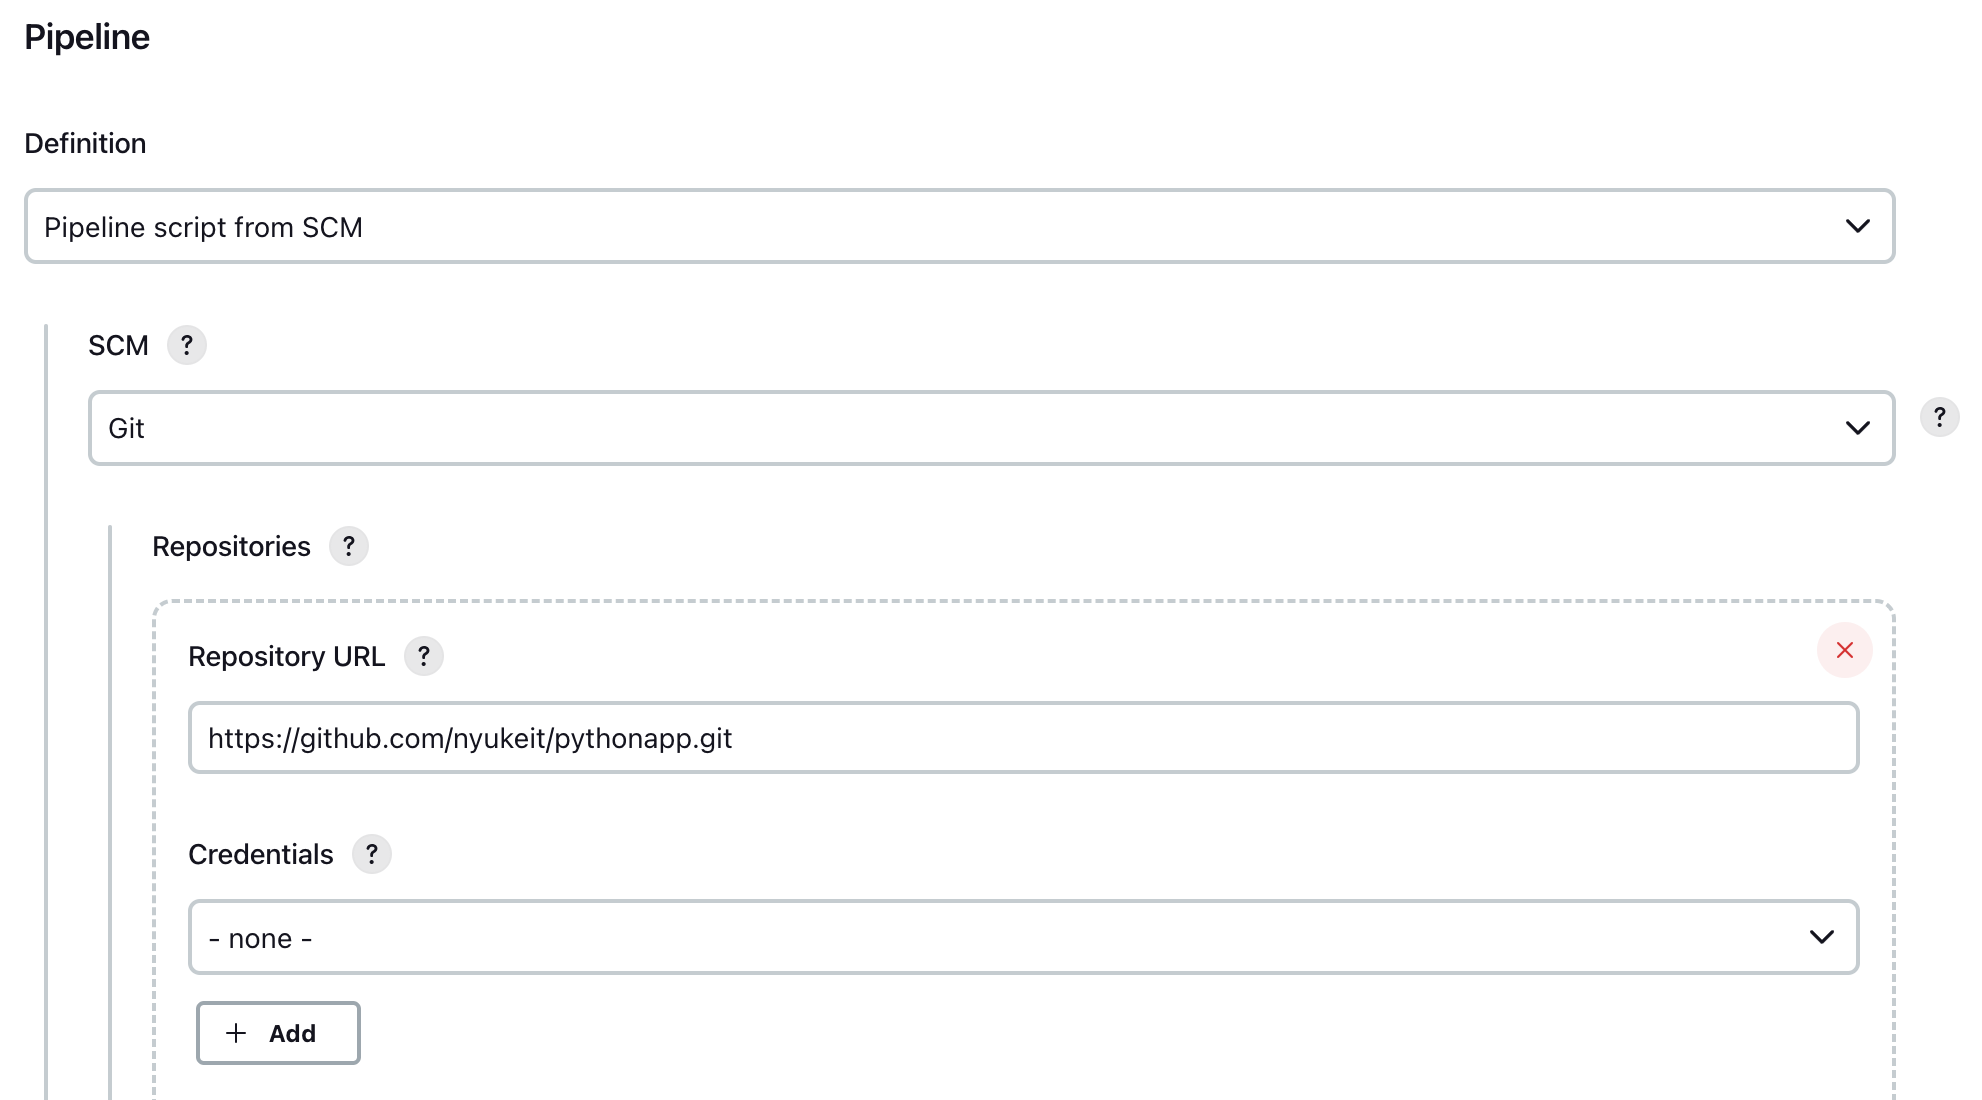 Pipeline
Definition
Pipeline script from SCM
SCM ?
Git
?
Repositories ?
Repository URL ?
https://github.com/nyukeit/pythonapp.git
Credentials ?
- none -
+ Add